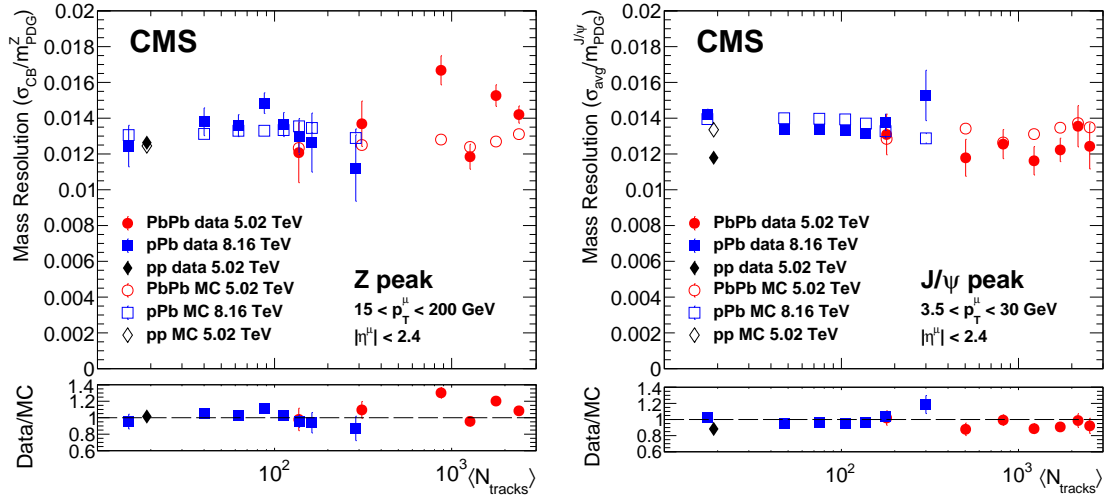 CMS
Mass Resolution (σ_CB/m^Z_PDG)
0.02
0.018
0.016
0.014
0.012
0.01
0.008
0.006
0.004
0.002
0
PbPb data 5.02 TeV
pPb data 8.16 TeV
pp data 5.02 TeV
PbPb MC 5.02 TeV
pPb MC 8.16 TeV
pp MC 5.02 TeV
Z peak
15 < p^μ_T < 200 GeV
|η^μ| < 2.4
Data/MC
1.4
1.2
1
0.8
0.6
10^2
10^3
⟨N_tracks⟩
CMS
Mass Resolution (σ_avg/m^J/ψ_PDG)
0.02
0.018
0.016
0.014
0.012
0.01
0.008
0.006
0.004
0.002
0
PbPb data 5.02 TeV
pPb data 8.16 TeV
pp data 5.02 TeV
PbPb MC 5.02 TeV
pPb MC 8.16 TeV
pp MC 5.02 TeV
J/ψ peak
3.5 < p^μ_T < 30 GeV
|η^μ| < 2.4
Data/MC
1.4
1.2
1
0.8
0.6
10^2
10^3
⟨N_tracks⟩